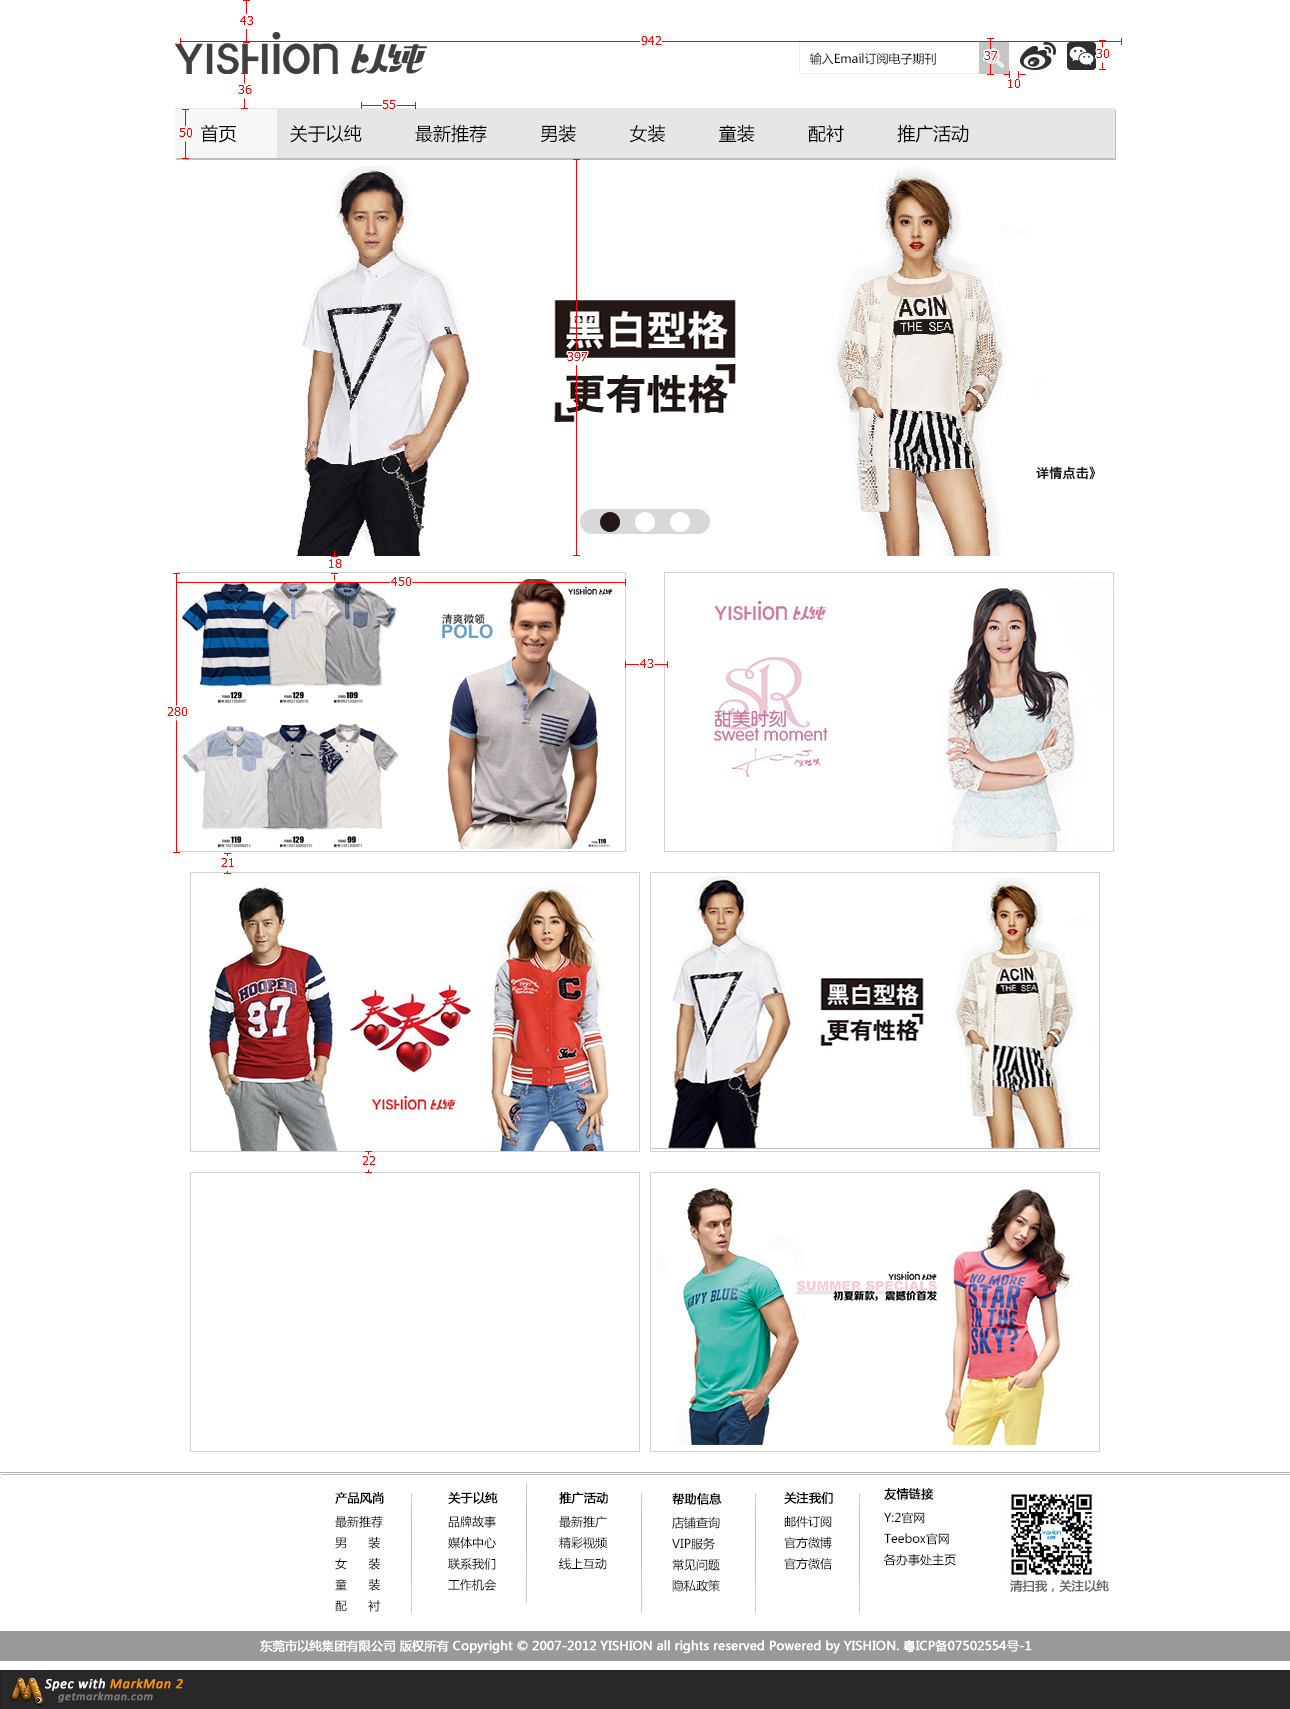 43
942
YISHION 以纯
输入Email订阅电子期刊
37
30
10
36
55
50
首页 关于以纯 最新推荐 男装 女装 童装 配衬 推广活动
ACIN
THE SEA
黑白型格
397
更有性格
详情点击》
18
450
YISHION 以纯
清爽微领
POLO
YISHION 以纯
43
129 129 109
280
甜美时刻
sweet moment
119 129 99
119
21
HOOPER
97
C
春春春
YISHION 以纯
ACIN
THE SEA
黑白型格
更有性格
22
NAVY BLUE
YISHION 以纯
SUMMER SPECIALS
初夏新款，震撼价首发
NO MORE
STAR
IN THE
SKY?
产品风尚
最新推荐
男 装
女 装
童 装
配 衬
关于以纯
品牌故事
媒体中心
联系我们
工作机会
推广活动
最新推广
精彩视频
线上互动
帮助信息
店铺查询
VIP服务
常见问题
隐私政策
关注我们
邮件订阅
官方微博
官方微信
友情链接
Y:2官网
Teebox官网
各办事处主页
清扫我，关注以纯
东莞市以纯集团有限公司 版权所有 Copyright © 2007-2012 YISHION all rights reserved Powered by YISHION. 粤ICP备07502554号-1
Spec with MarkMan 2
getmarkman.com